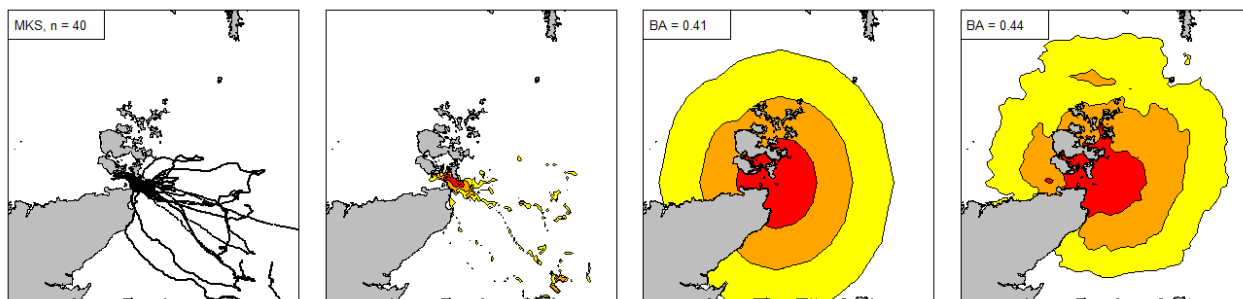 MKS, n = 40
BA = 0.41
BA = 0.44